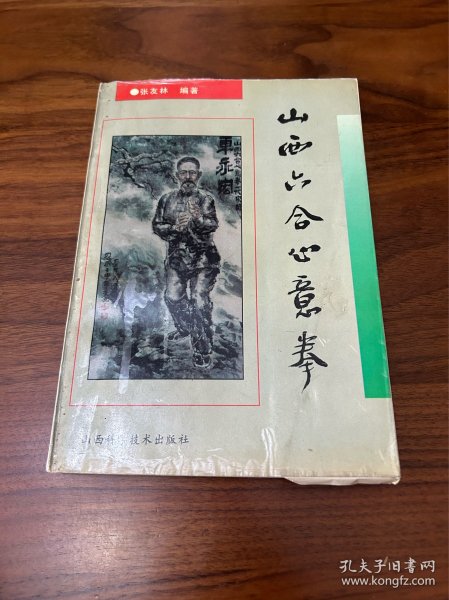 张友林 编著
山西六合心意拳
车永宏
山西科学技术出版社
孔夫子旧书网
www.kongfz.com